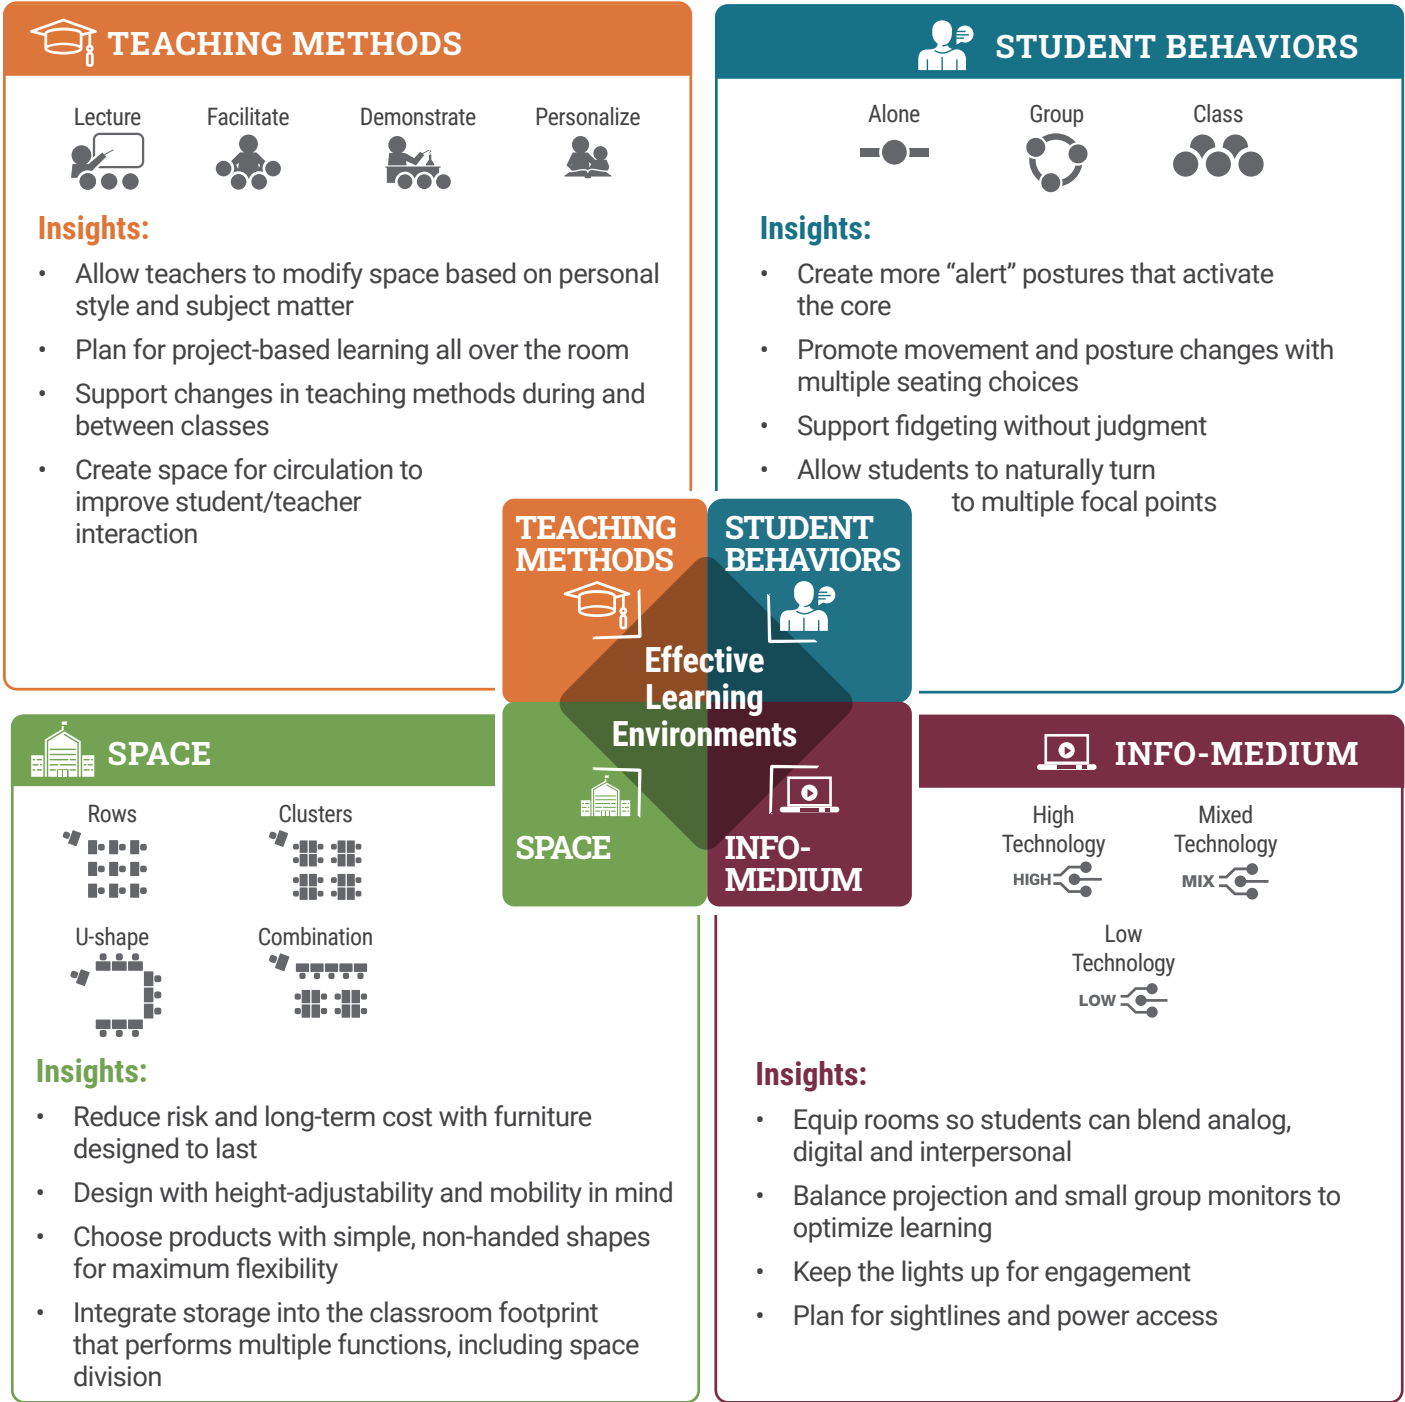 TEACHING METHODS
Lecture
Facilitate
Demonstrate
Personalize
Insights:
• Allow teachers to modify space based on personal
style and subject matter
• Plan for project-based learning all over the room
• Support changes in teaching methods during and
between classes
• Create space for circulation to
improve student/teacher
interaction
STUDENT BEHAVIORS
Alone
Group
Class
Insights:
• Create more “alert” postures that activate
the core
• Promote movement and posture changes with
multiple seating choices
• Support fidgeting without judgment
• Allow students to naturally turn
to multiple focal points
TEACHING
METHODS
STUDENT
BEHAVIORS
Effective
Learning
Environments
SPACE
INFO-
MEDIUM
SPACE
Rows
Clusters
U-shape
Combination
Insights:
• Reduce risk and long-term cost with furniture
designed to last
• Design with height-adjustability and mobility in mind
• Choose products with simple, non-handed shapes
for maximum flexibility
• Integrate storage into the classroom footprint
that performs multiple functions, including space
division
INFO-MEDIUM
High
Technology
HIGH
Mixed
Technology
MIX
Low
Technology
LOW
Insights:
• Equip rooms so students can blend analog,
digital and interpersonal
• Balance projection and small group monitors to
optimize learning
• Keep the lights up for engagement
• Plan for sightlines and power access